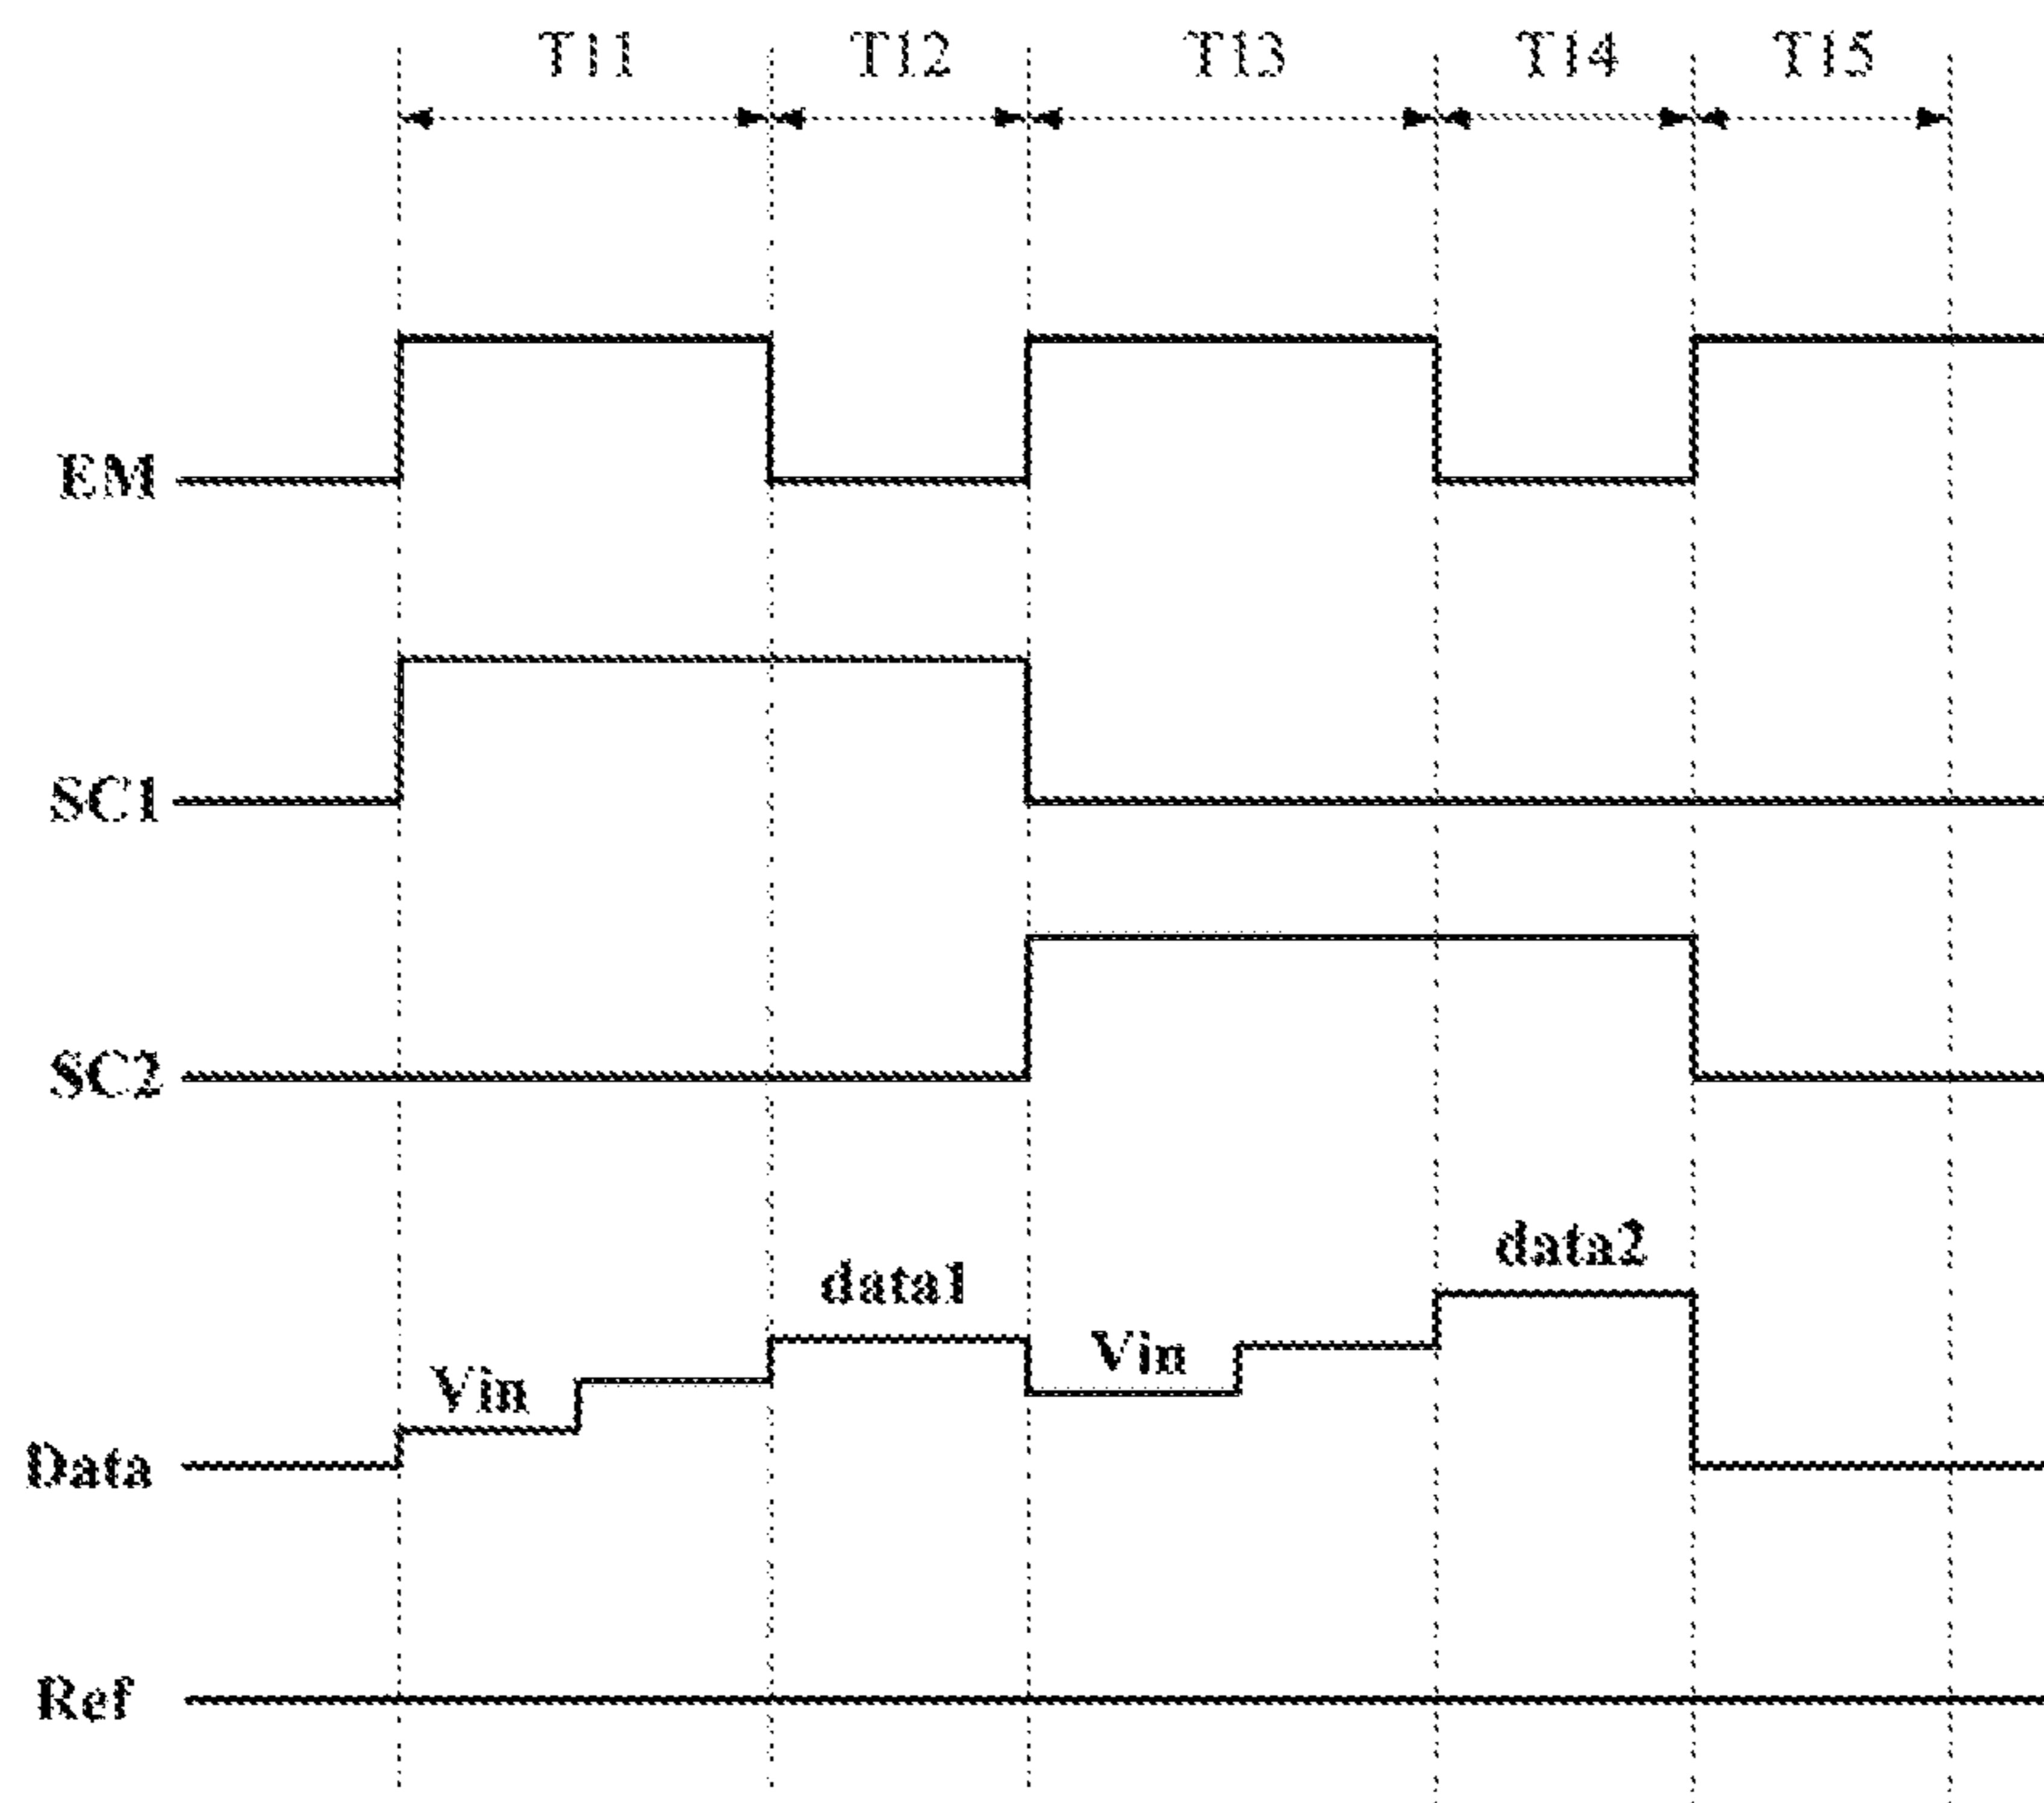 T11 T12 T13 T14 T15
EM
SC1
SC2
data2
data1
Vin
Vin
Data
Ref